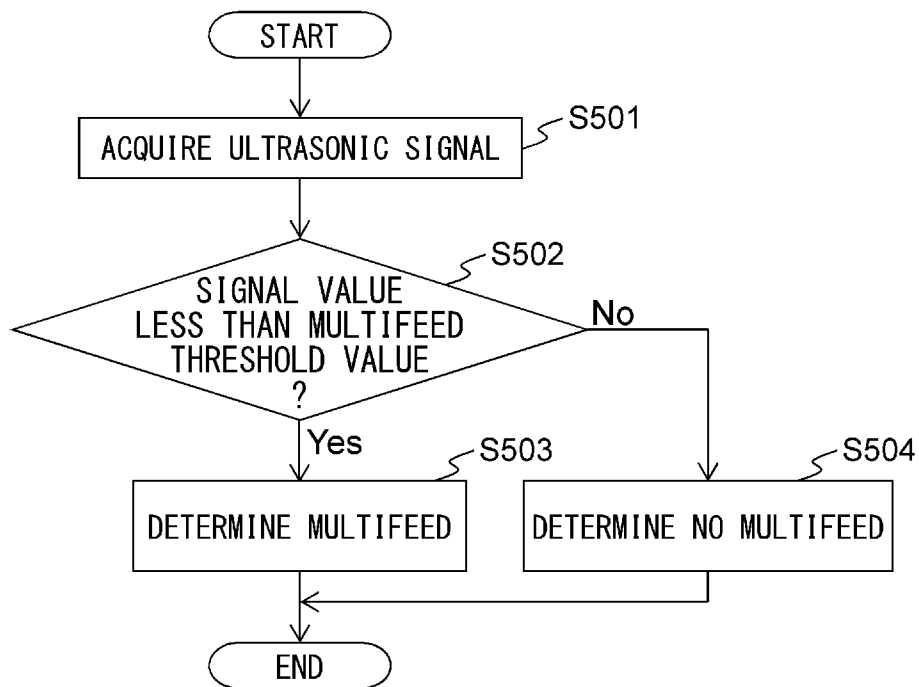 START
ACQUIRE ULTRASONIC SIGNAL
S501
S502
SIGNAL VALUE
LESS THAN MULTIFEED
THRESHOLD VALUE
?
No
Yes
S503
S504
DETERMINE MULTIFEED
DETERMINE NO MULTIFEED
END